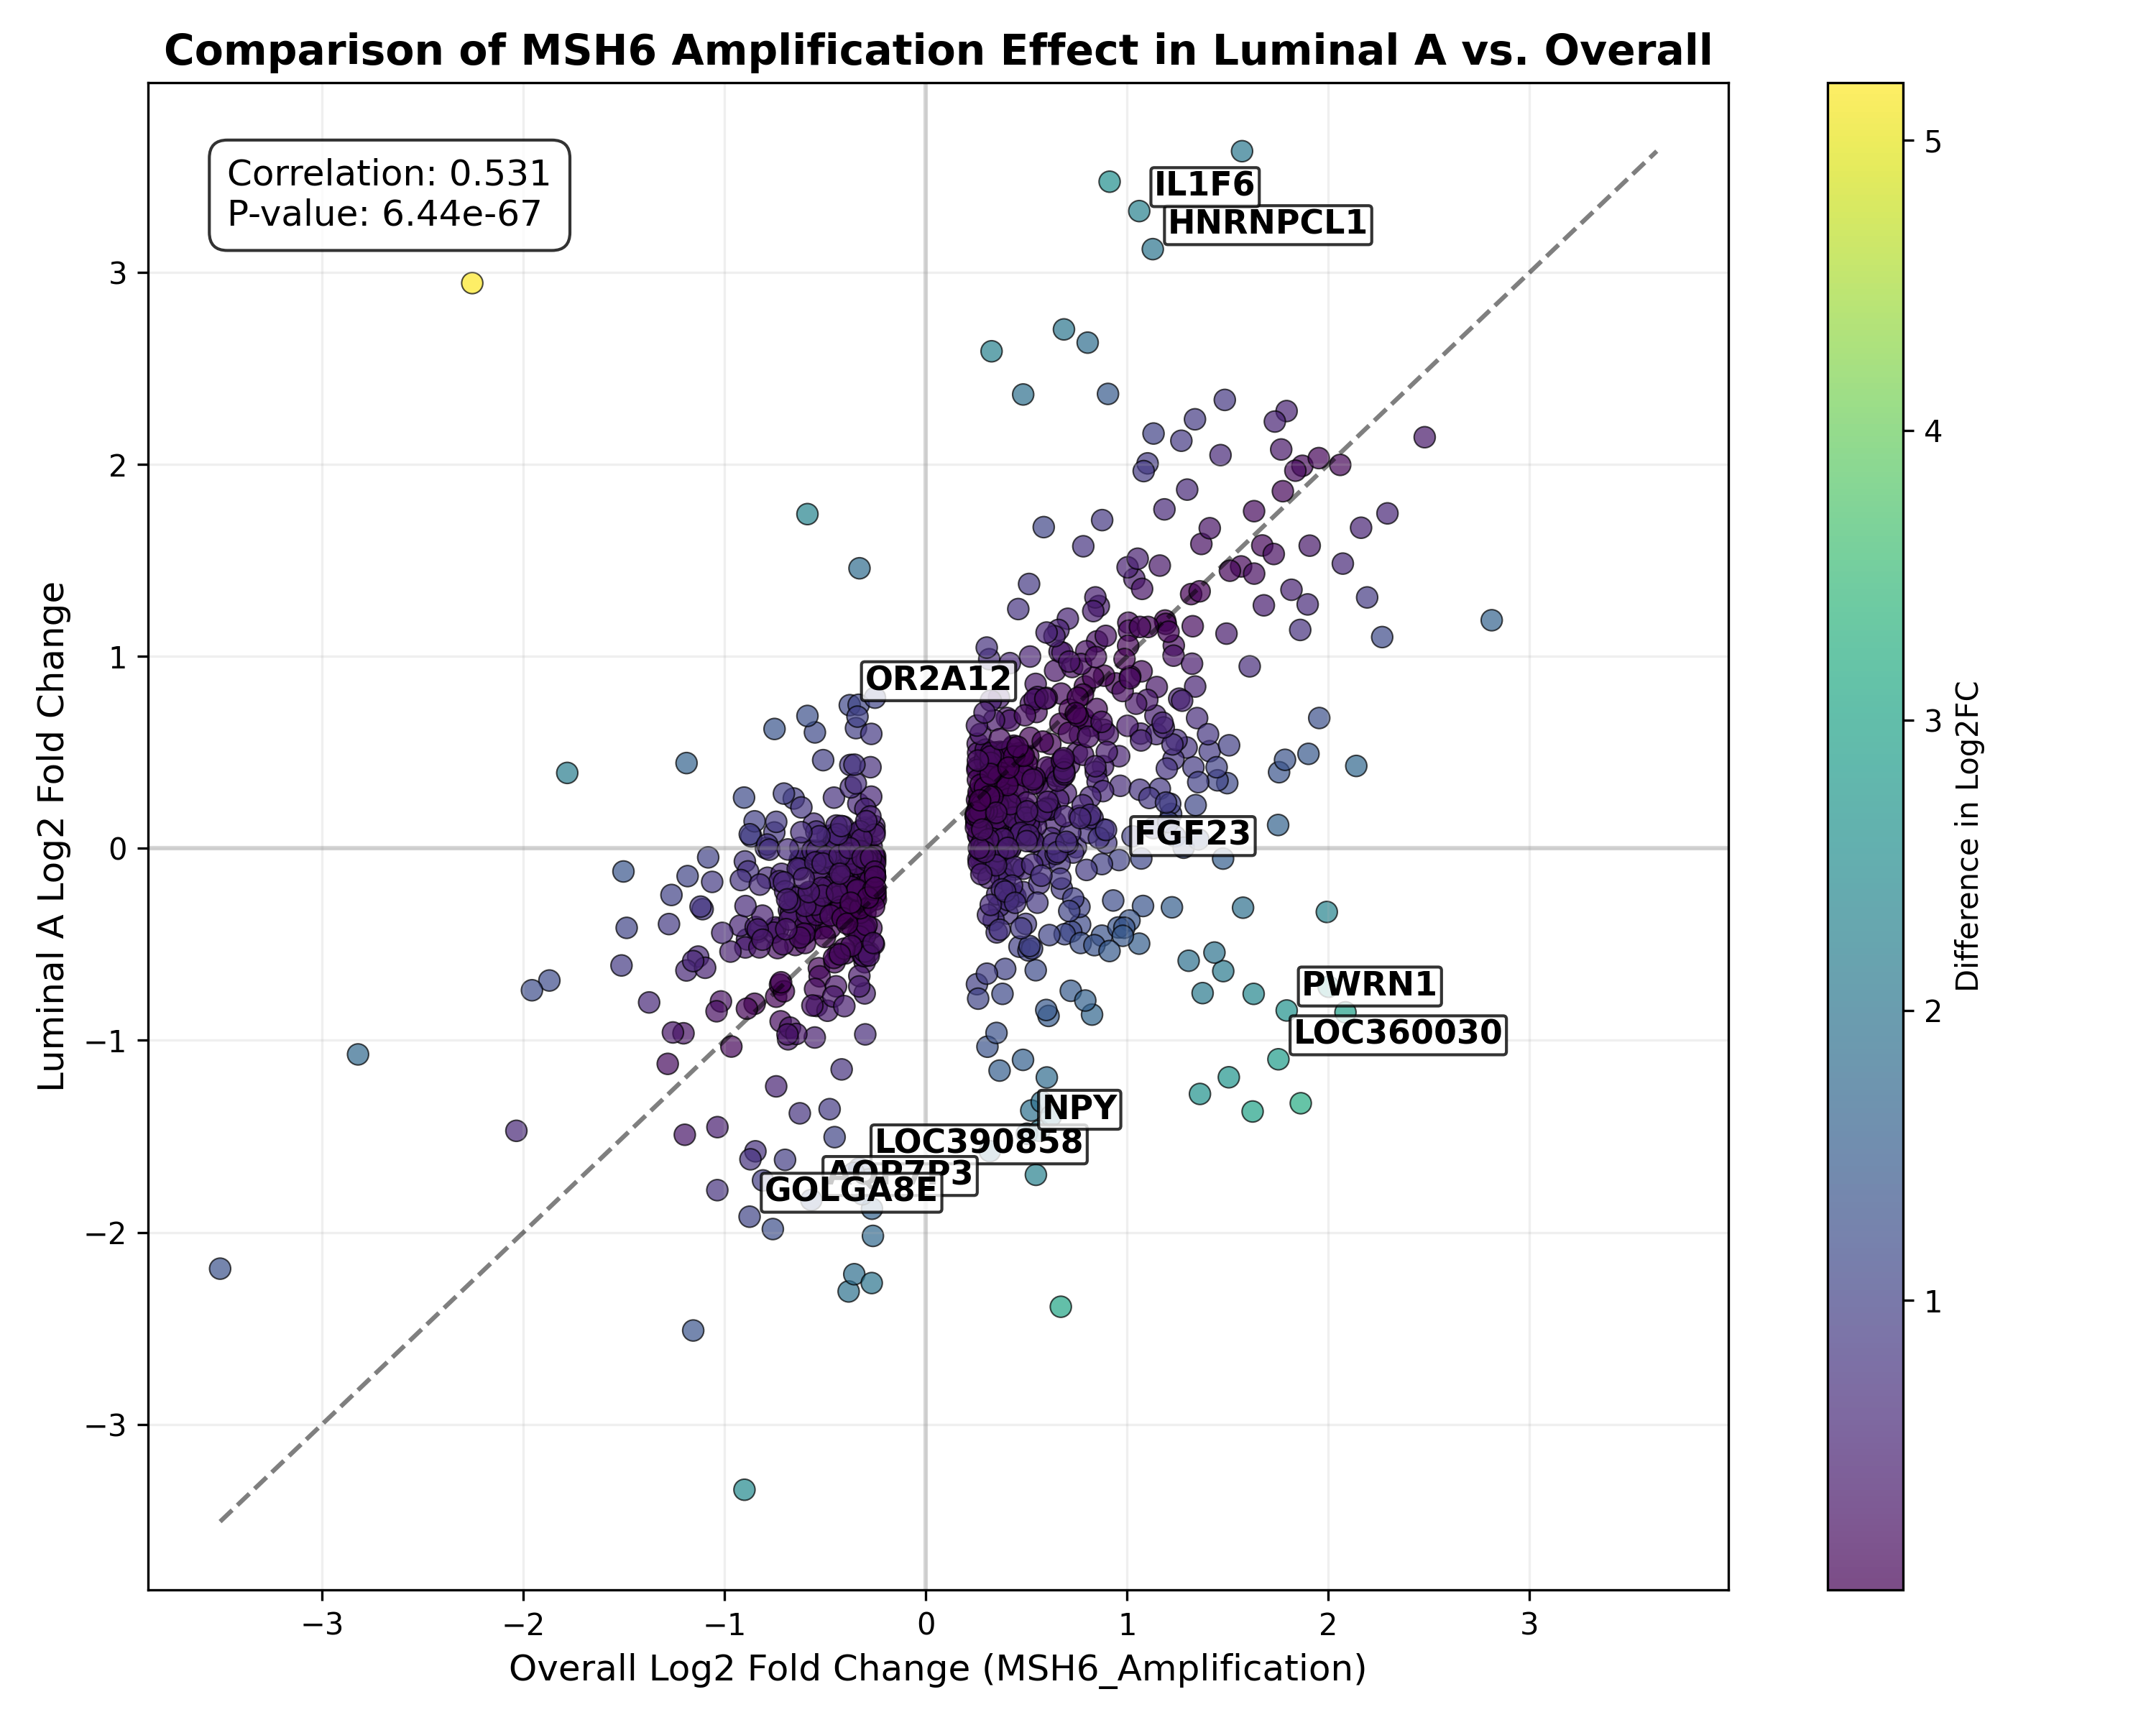 Comparison of MSH6 Amplification Effect in Luminal A vs. Overall
Correlation: 0.531
P-value: 6.44e-67
IL1F6
HNRNPCL1
OR2A12
FGF23
PWRN1
LOC360030
NPY
LOC390858
AQP7P3
GOLGA8E
3
2
1
0
−1
−2
−3
Luminal A Log2 Fold Change
−3
−2
−1
0
1
2
3
Overall Log2 Fold Change (MSH6_Amplification)
5
4
3
2
1
Difference in Log2FC